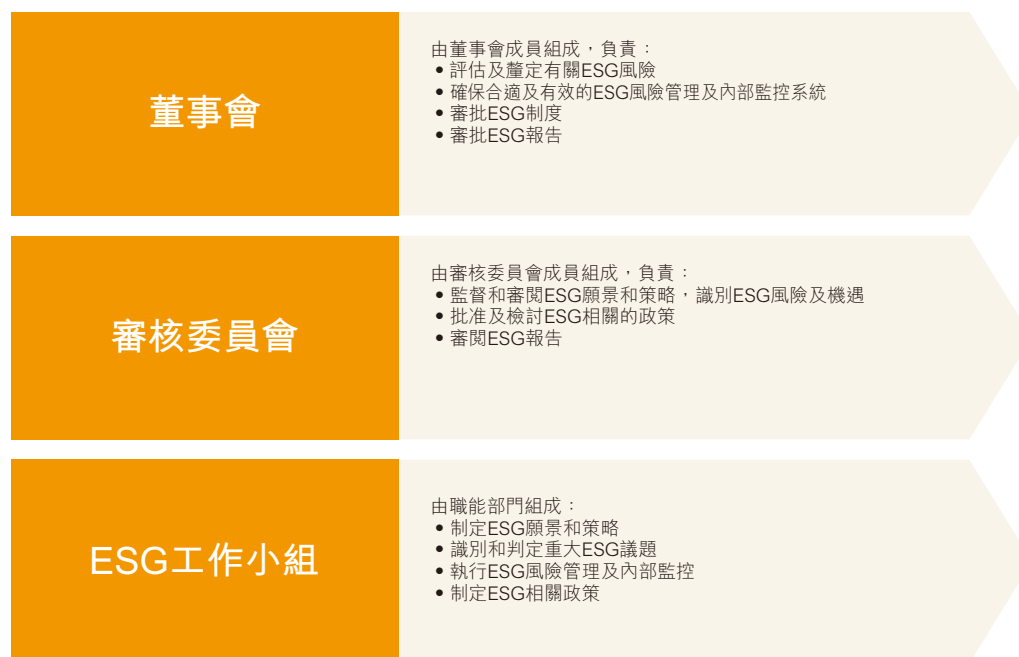 董事會
由董事會成員組成，負責：
• 評估及釐定有關ESG風險
• 確保合適及有效的ESG風險管理及內部監控系統
• 審批ESG制度
• 審批ESG報告
審核委員會
由審核委員會成員組成，負責：
• 監督和審閱ESG願景和策略，識別ESG風險及機遇
• 批准及檢討ESG相關的政策
• 審閱ESG報告
ESG工作小組
由職能部門組成：
• 制定ESG願景和策略
• 識別和判定重大ESG議題
• 執行ESG風險管理及內部監控
• 制定ESG相關政策